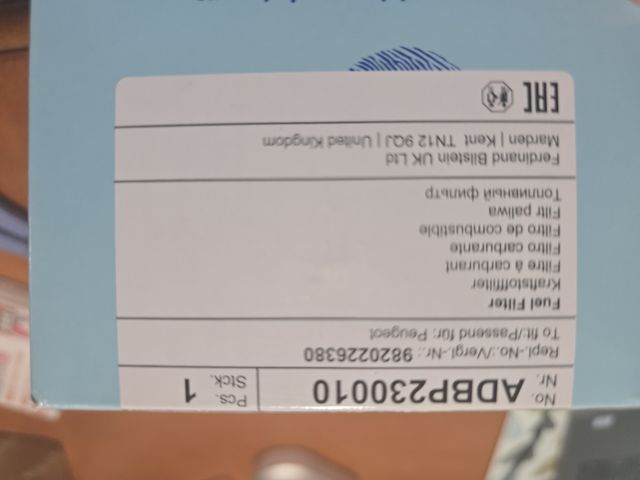 No. Nr. ADBP230010 Pcs. Stck. 1
Repl.-No.:/Vergl.-Nr.: 9820226380
To fit:/Passend für: Peugeot
Fuel Filter
Kraftstofffilter
Filtre à carburant
Filtro carburante
Filtro de combustible
Filtr paliwa
Топливный фильтр
Ferdinand Bilstein UK Ltd
Marden | Kent TN12 9QJ | United Kingdom
EAC